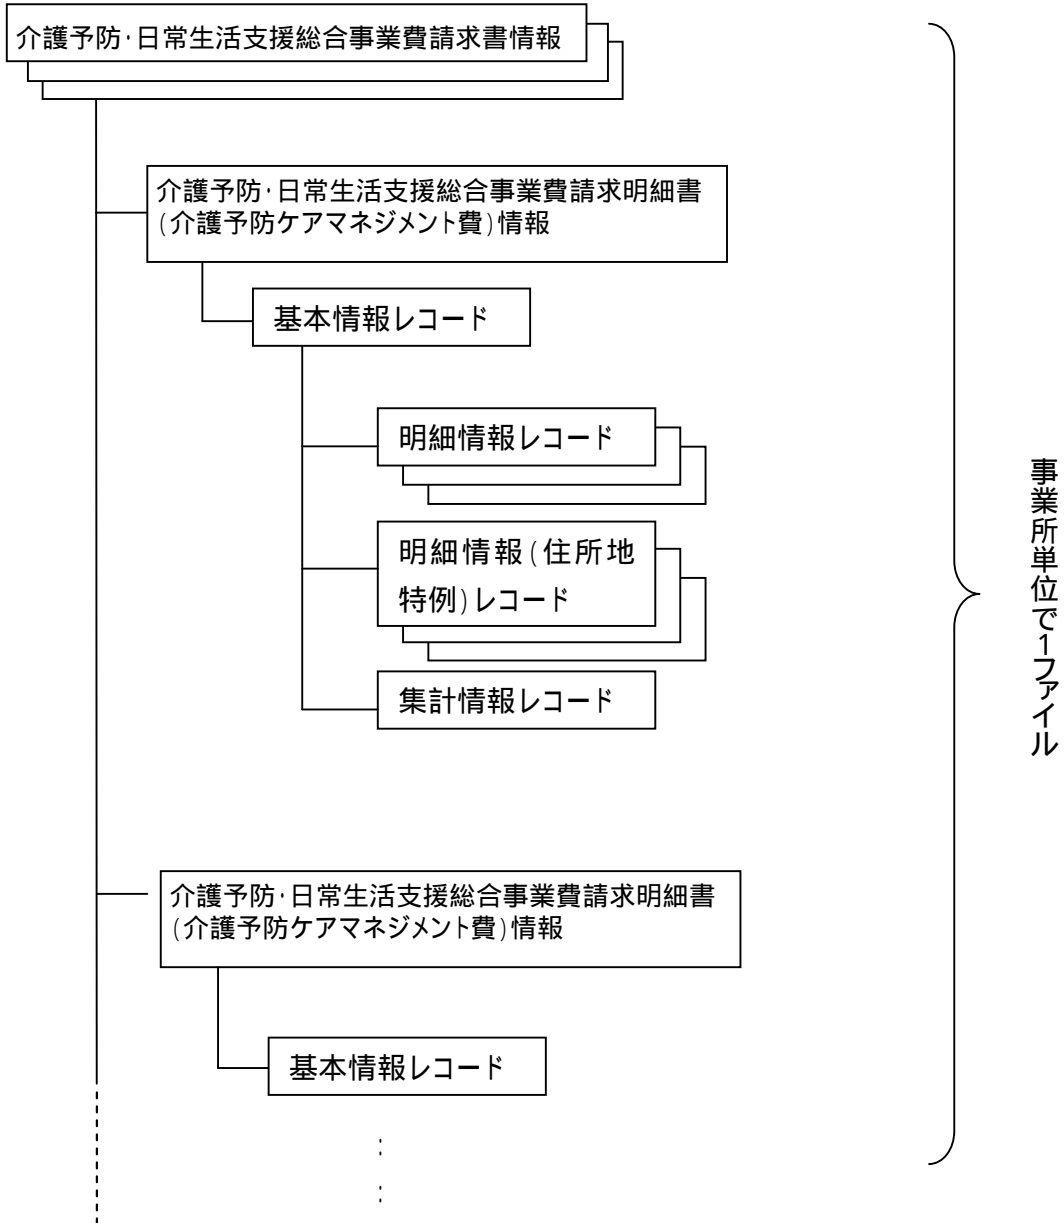 介護予防・日常生活支援総合事業費請求書情報
介護予防・日常生活支援総合事業費請求明細書
(介護予防ケアマネジメント費)情報
基本情報レコード
明細情報レコード
明細情報(住所地
特例)レコード
集計情報レコード
介護予防・日常生活支援総合事業費請求明細書
(介護予防ケアマネジメント費)情報
基本情報レコード
:
:
事業所単位で1ファイル